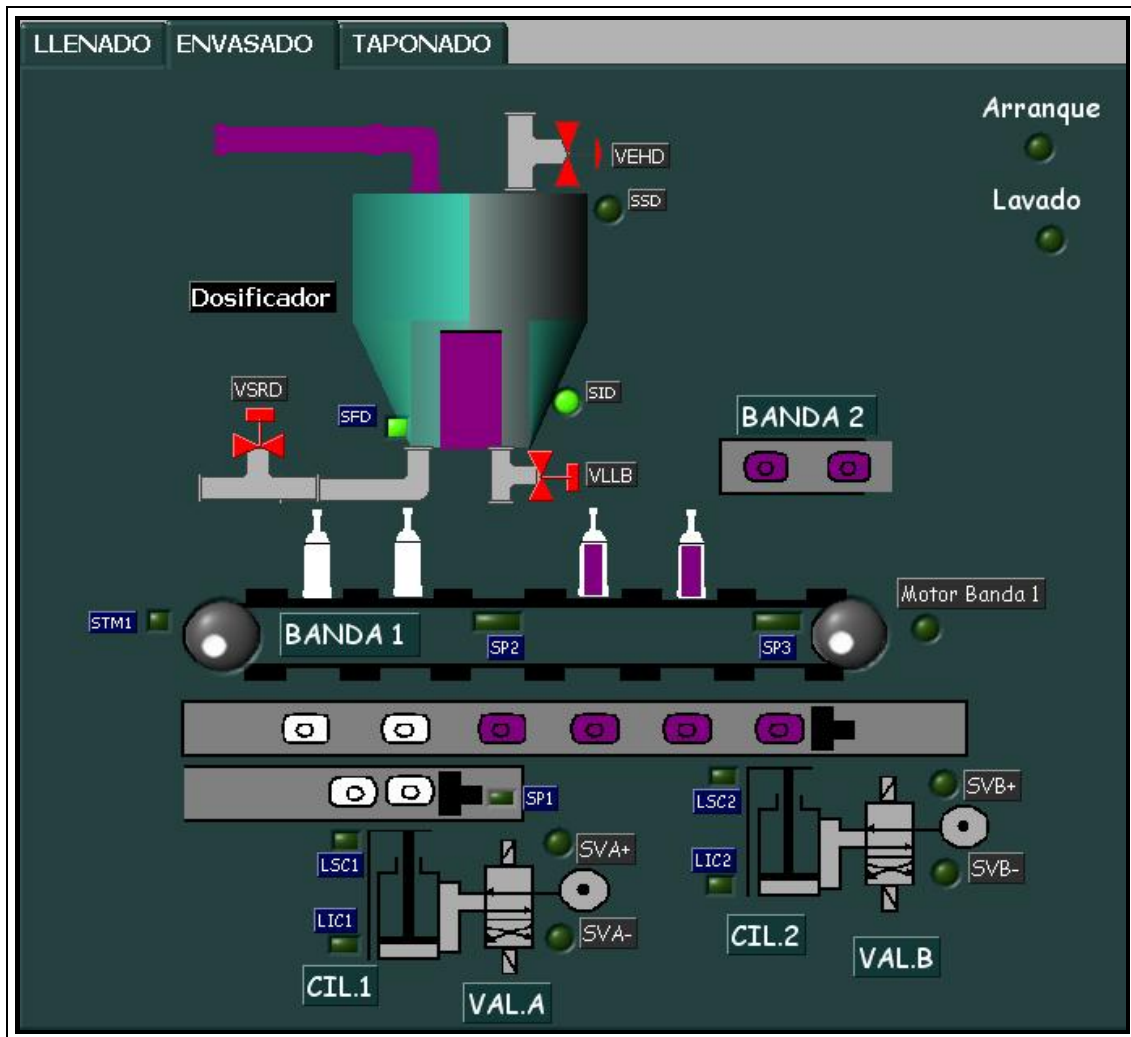 LLENADO ENVASADO TAPONADO
Arranque
VEHD
SSD
Lavado
Dosificador
VSRD
SFD
SID
BANDA 2
VLLB
Motor Banda 1
STM1
BANDA 1
SP2
SP3
SP1
LSC2
SVB+
LSC1
SVA+
LIC2
SVB-
LIC1
SVA-
CIL.2
VAL.B
CIL.1
VAL.A